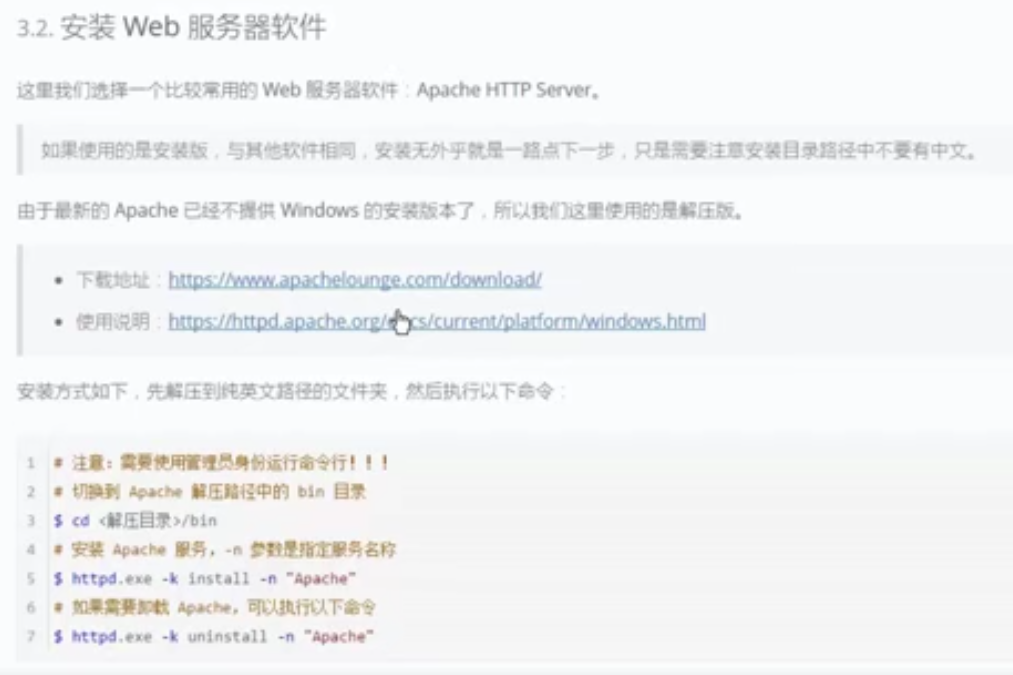 3.2. 安装 Web 服务器软件
这里我们选择一个比较常用的 Web 服务器软件：Apache HTTP Server。
如果使用的是安装版，与其他软件相同，安装无外乎就是一路点下一步，只是需要注意安装目录路径中不要有中文。
由于最新的 Apache 已经不提供 Windows 的安装版本了，所以我们这里使用的是解压版。
• 下载地址：https://www.apachelounge.com/download/
• 使用说明：https://httpd.apache.org/docs/current/platform/windows.html
安装方式如下，先解压到纯英文路径的文件夹，然后执行以下命令：
1 # 注意：需要使用管理员身份运行命令行！！！
2 # 切换到 Apache 解压路径中的 bin 目录
3 $ cd <解压目录>/bin
4 # 安装 Apache 服务，-n 参数是指定服务名称
5 $ httpd.exe -k install -n "Apache"
6 # 如果需要卸载 Apache，可以执行以下命令
7 $ httpd.exe -k uninstall -n "Apache"